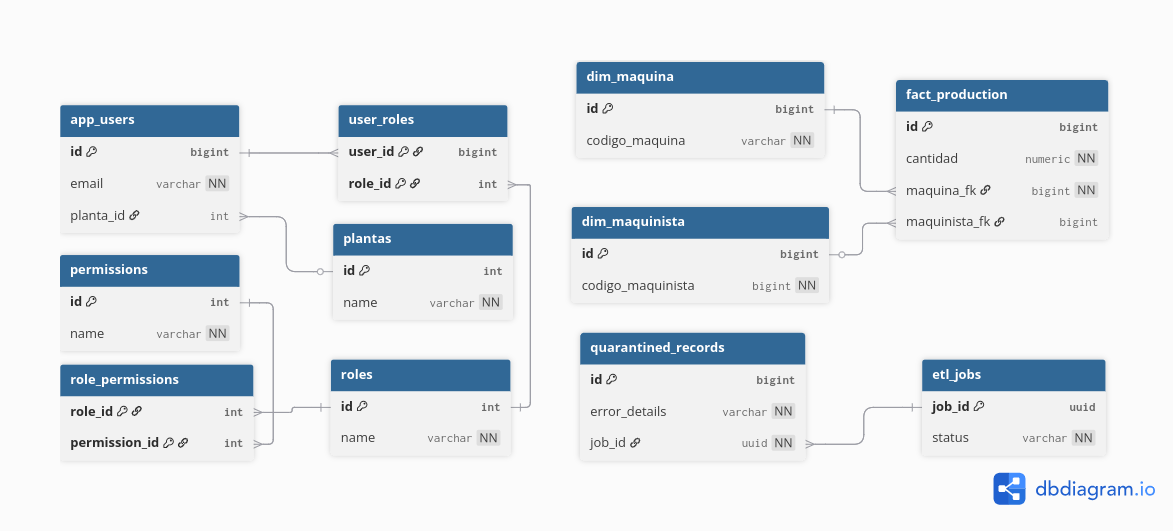 app_users
id bigint
email varchar NN
planta_id int
user_roles
user_id bigint
role_id int
plantas
id int
name varchar NN
permissions
id int
name varchar NN
role_permissions
role_id int
permission_id int
roles
id int
name varchar NN
dim_maquina
id bigint
codigo_maquina varchar NN
fact_production
id bigint
cantidad numeric NN
maquina_fk bigint NN
maquinista_fk bigint
dim_maquinista
id bigint
codigo_maquinista bigint NN
quarantined_records
id bigint
error_details varchar NN
job_id uuid NN
etl_jobs
job_id uuid
status varchar NN
dbdiagram.io